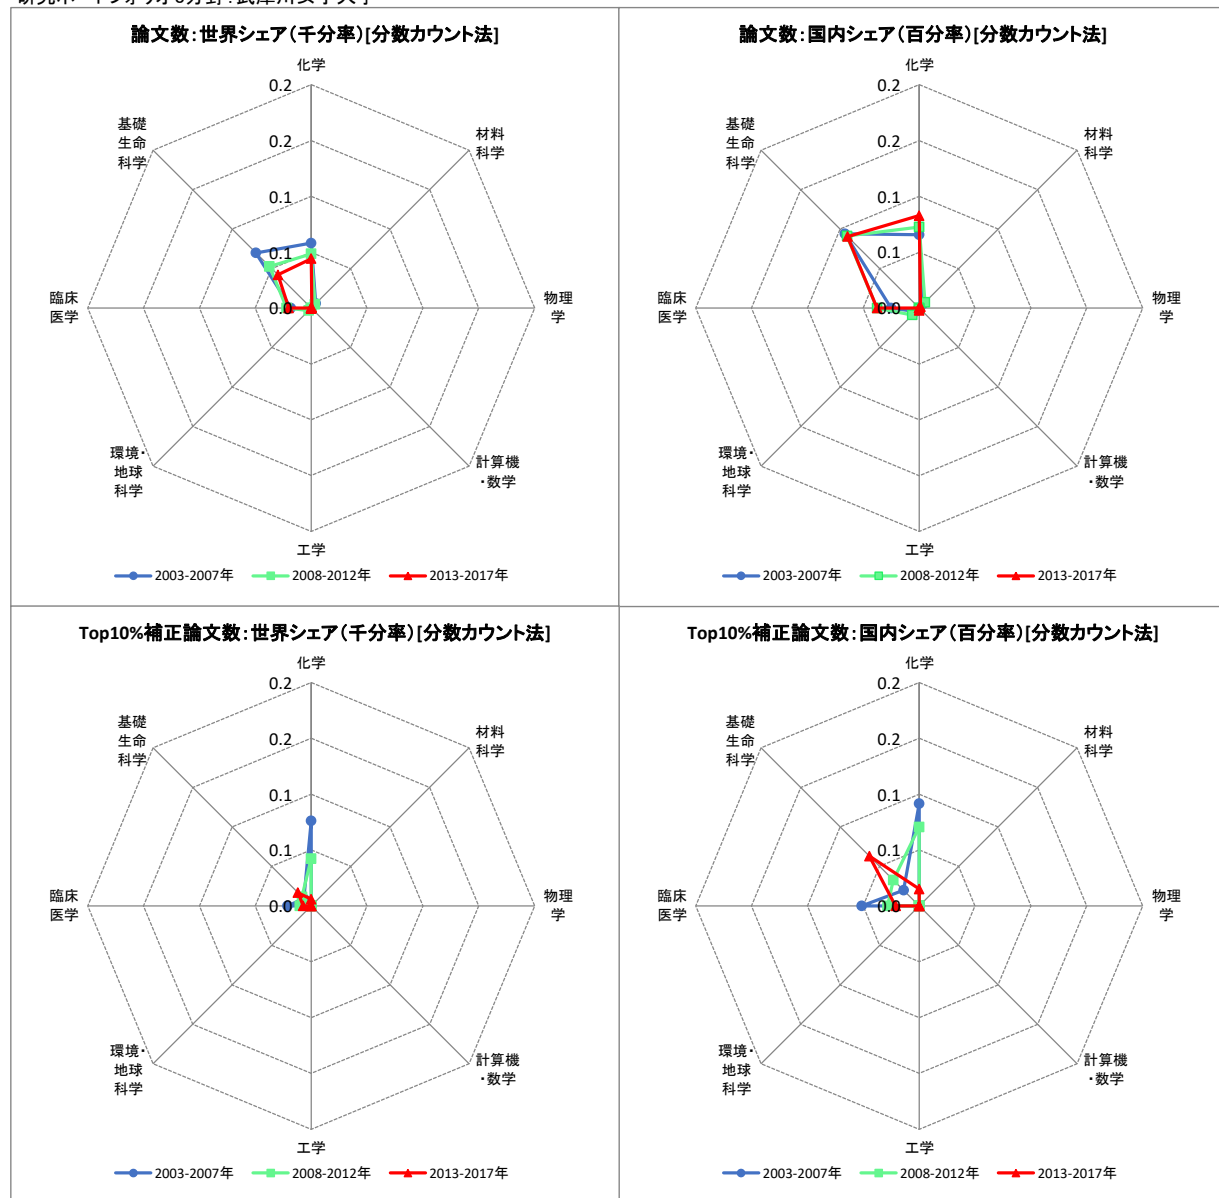 論文数：世界シェア（千分率）[分数カウント法]
化学
0.2
0.2
0.1
0.1
0.0
基礎
生命
科学
材料
科学
臨床
医学
物理
学
環境・
地球
科学
計算機
・数学
工学
2003-2007年 2008-2012年 2013-2017年
論文数：国内シェア（百分率）[分数カウント法]
化学
0.2
0.2
0.1
0.1
0.0
基礎
生命
科学
材料
科学
臨床
医学
物理
学
環境・
地球
科学
計算機
・数学
工学
2003-2007年 2008-2012年 2013-2017年
Top10%補正論文数：世界シェア（千分率）[分数カウント法]
化学
0.2
0.2
0.1
0.1
0.0
基礎
生命
科学
材料
科学
臨床
医学
物理
学
環境・
地球
科学
計算機
・数学
工学
2003-2007年 2008-2012年 2013-2017年
Top10%補正論文数：国内シェア（百分率）[分数カウント法]
化学
0.2
0.2
0.1
0.1
0.0
基礎
生命
科学
材料
科学
臨床
医学
物理
学
環境・
地球
科学
計算機
・数学
工学
2003-2007年 2008-2012年 2013-2017年